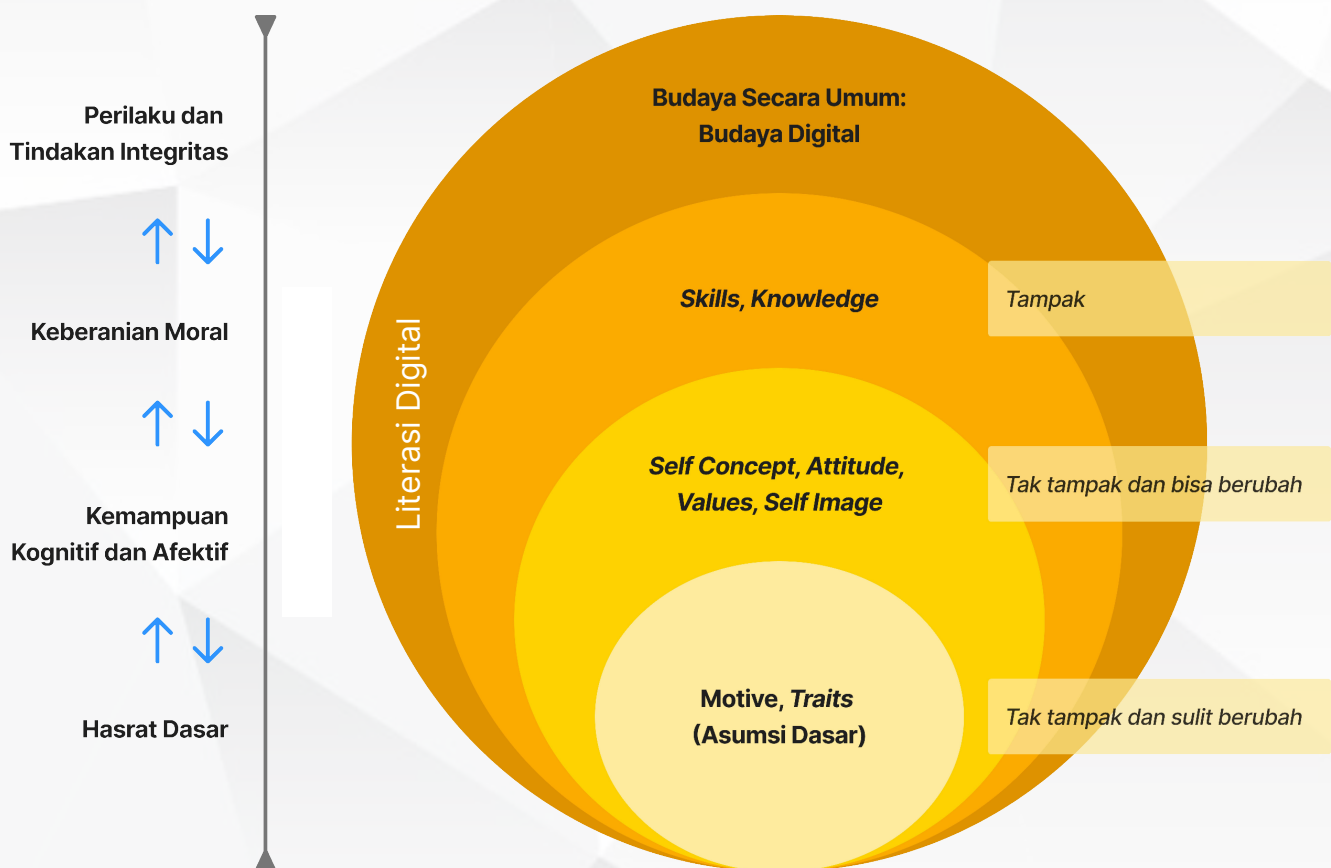 Perilaku dan
Tindakan Integritas
Keberanian Moral
Kemampuan
Kognitif dan Afektif
Hasrat Dasar
Literasi Digital
Budaya Secara Umum:
Budaya Digital
Skills, Knowledge
Self Concept, Attitude,
Values, Self Image
Motive, Traits
(Asumsi Dasar)
Tampak
Tak tampak dan bisa berubah
Tak tampak dan sulit berubah